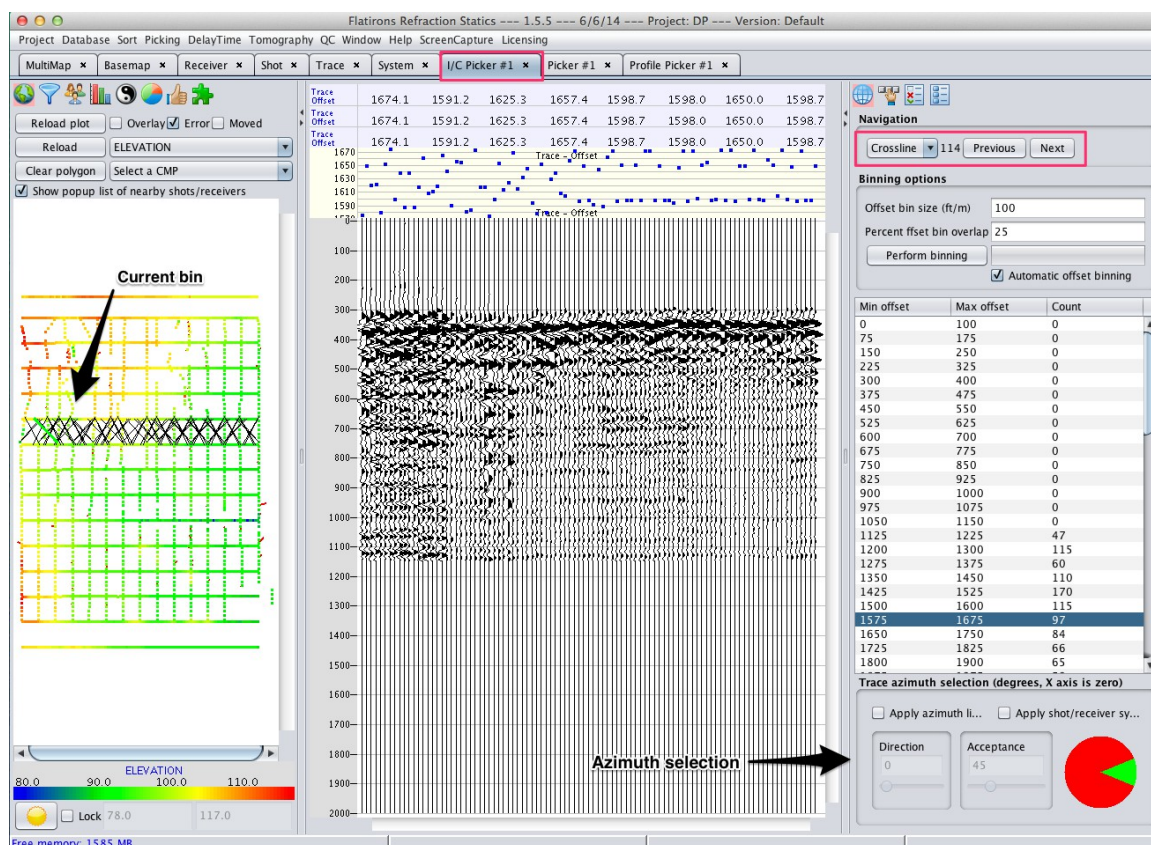 Flatirons Refraction Statics --- 1.5.5 --- 6/6/14 --- Project: DP --- Version: Default
Project Database Sort Picking DelayTime Tomography QC Window Help ScreenCapture Licensing
MultiMap × Basemap × Receiver × Shot × Trace × System × I/C Picker #1 × Picker #1 × Profile Picker #1 ×
Reload plot Overlay Error Moved
Reload ELEVATION
Clear polygon Select a CMP
Show popup list of nearby shots/receivers
Current bin
ELEVATION
80.0 90.0 100.0 110.0
Lock 78.0 117.0
Free memory: 1585 MB
Trace Offset 1674.1 1591.2 1625.3 1657.4 1598.7 1598.0 1650.0 1598.7
Trace Offset 1674.1 1591.2 1625.3 1657.4 1598.7 1598.0 1650.0 1598.7
Trace Offset 1674.1 1591.2 1625.3 1657.4 1598.7 1598.0 1650.0 1598.7
1670
Trace - Offset
1650
1630
1610
1590
1570
Trace - Offset
0
100
200
300
400
500
600
700
800
900
1000
1100
1200
1300
1400
1500
1600
1700
1800
1900
2000
Azimuth selection
Navigation
Crossline 114 Previous Next
Binning options
Offset bin size (ft/m) 100
Percent ffset bin overlap 25
Perform binning
Automatic offset binning
Min offset Max offset Count
0 100 0
75 175 0
150 250 0
225 325 0
300 400 0
375 475 0
450 550 0
525 625 0
600 700 0
675 775 0
750 850 0
825 925 0
900 1000 0
975 1075 0
1050 1150 0
1125 1225 47
1200 1300 115
1275 1375 60
1350 1450 110
1425 1525 170
1500 1600 115
1575 1675 97
1650 1750 84
1725 1825 66
1800 1900 65
Trace azimuth selection (degrees, X axis is zero)
Apply azimuth li... Apply shot/receiver sy...
Direction Acceptance
0 45